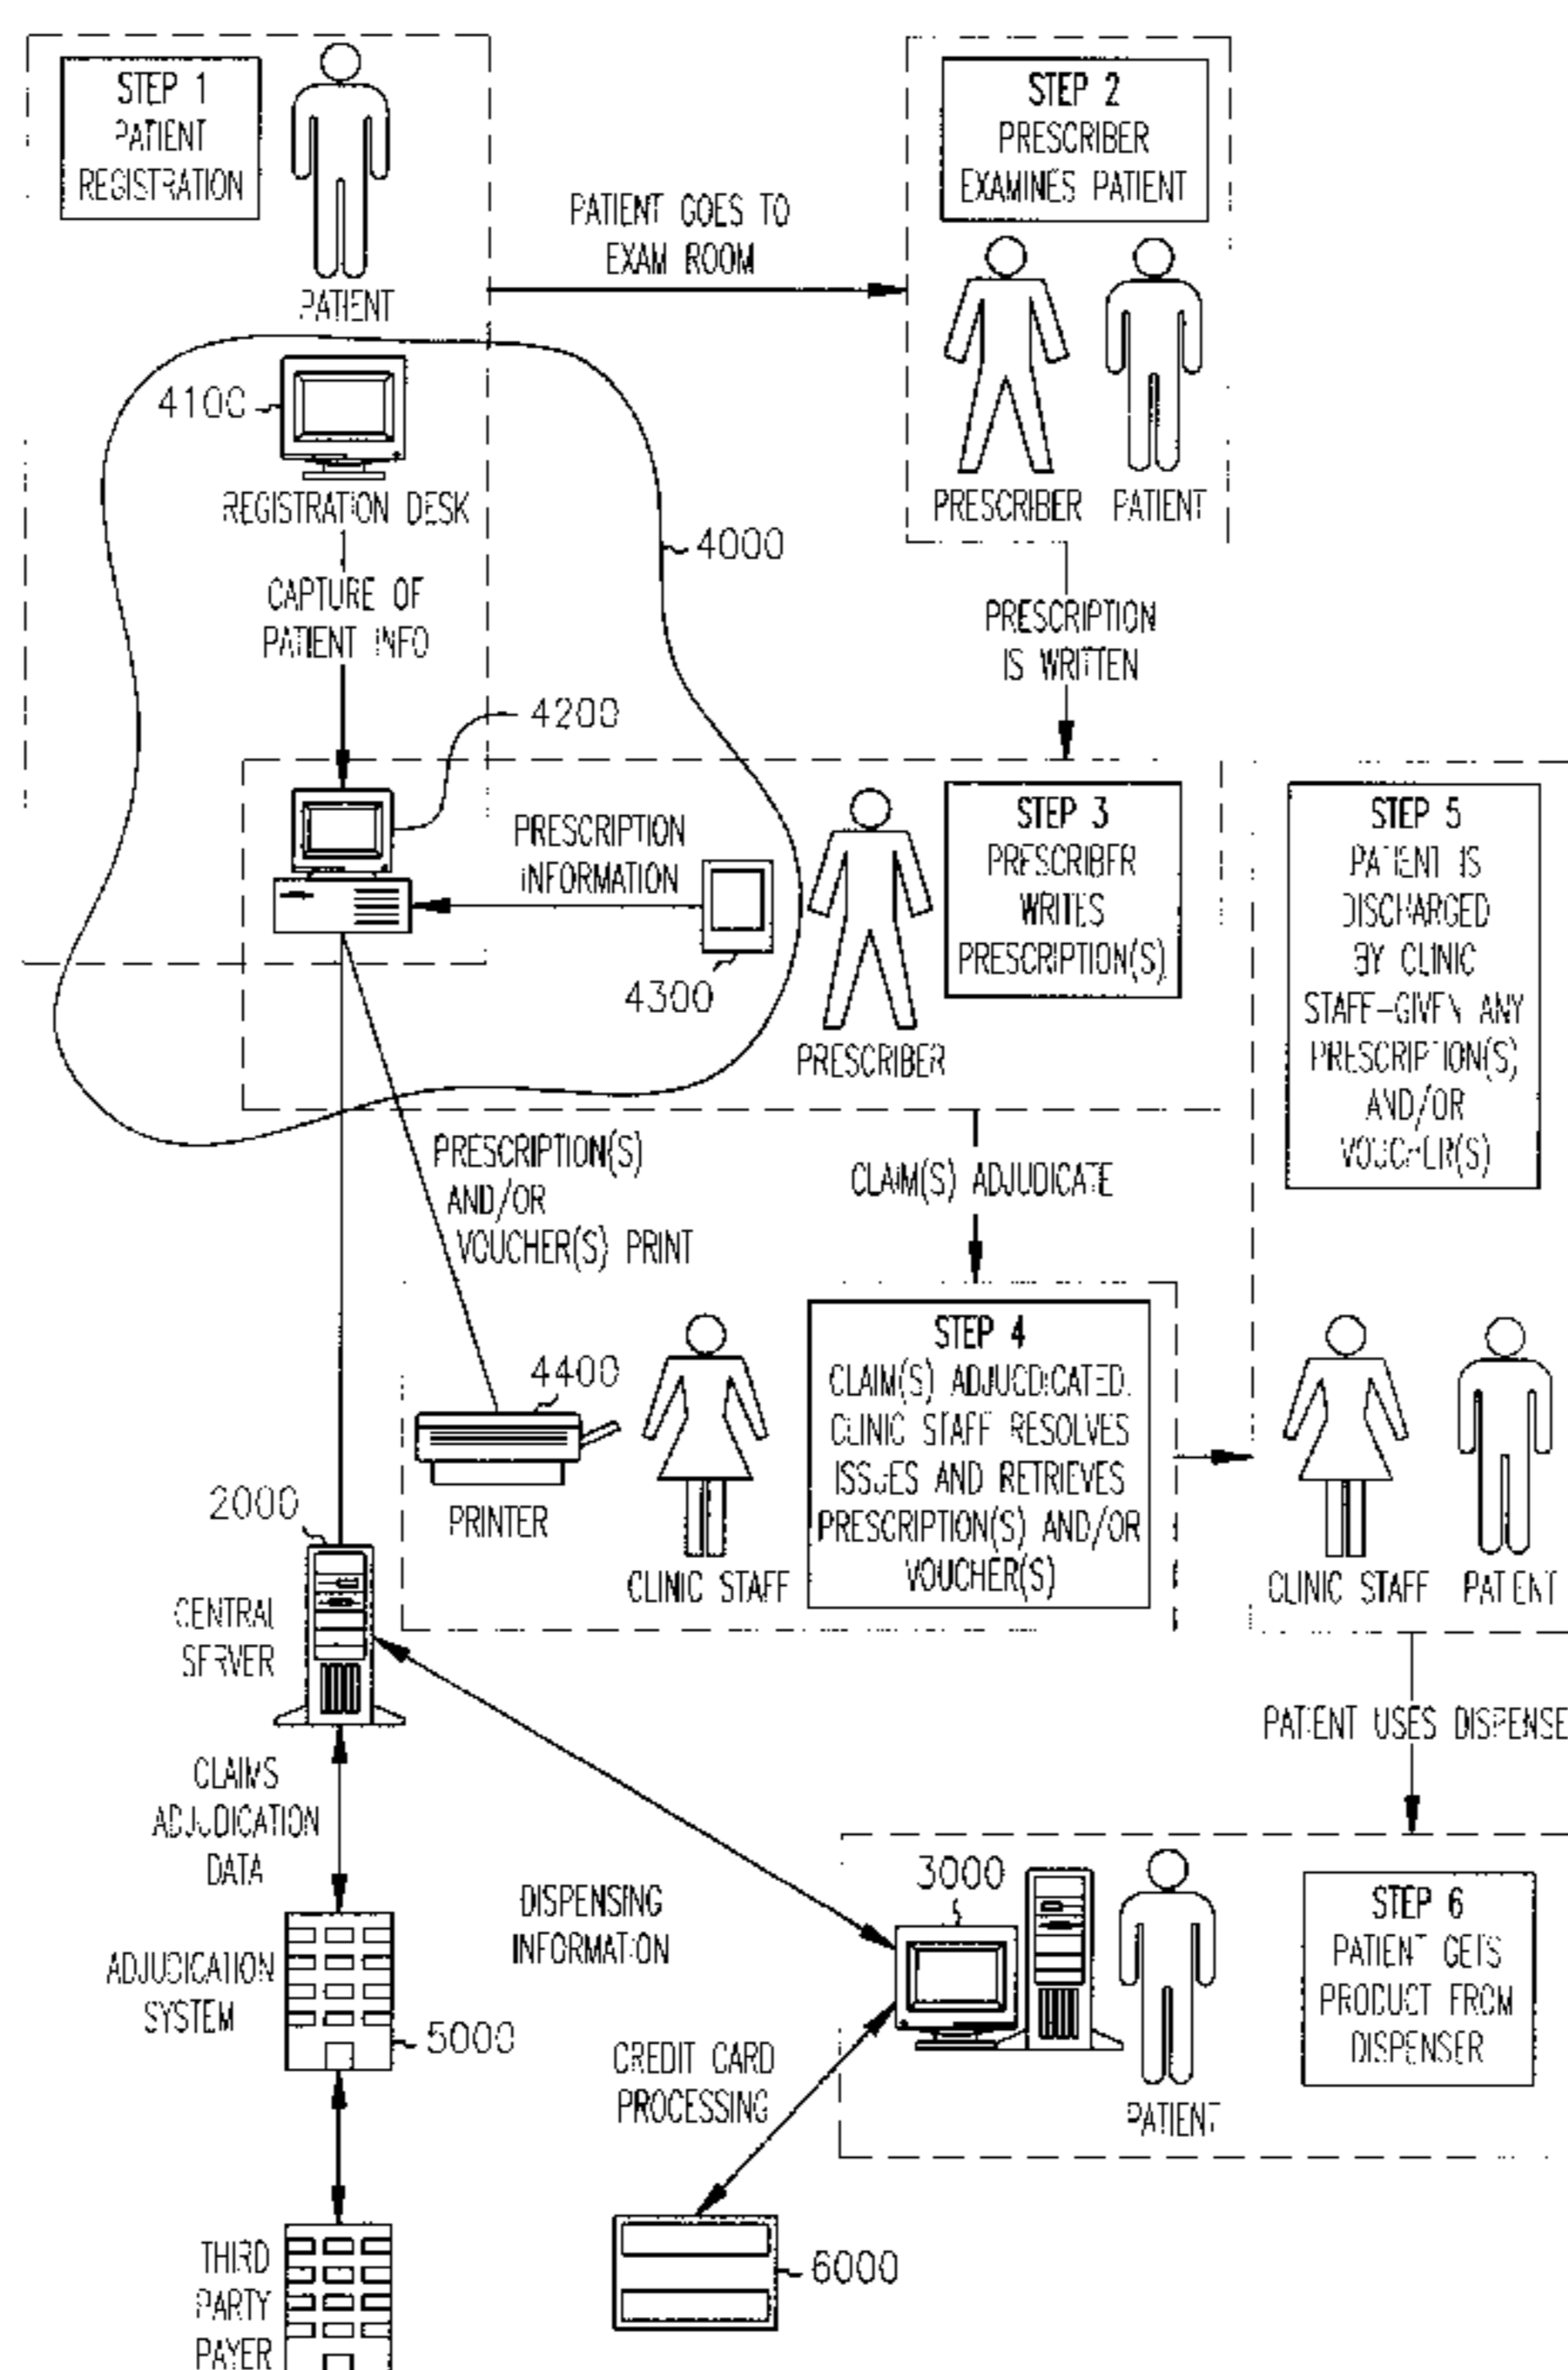 STEP 1
PATIENT
REGISTRATION
PATIENT
PATIENT GOES TO
EXAM ROOM
STEP 2
PRESCRIBER
EXAMINES PATIENT
PRESCRIBER
PATIENT
4100
REGISTRATION DESK
4000
CAPTURE OF
PATIENT INFO
PRESCRIPTION
IS WRITTEN
4200
PRESCRIPTION
INFORMATION
4300
PRESCRIBER
STEP 3
PRESCRIBER
WRITES
PRESCRIPTION(S)
STEP 5
PATIENT IS
DISCHARGED
BY CLINIC
STAFF-GIVEN ANY
PRESCRIPTION(S)
AND/OR
VOUCHER(S)
PRESCRIPTION(S)
AND/OR
VOUCHER(S) PRINT
CLAIM(S) ADJUDICATE
4400
PRINTER
CLINIC STAFF
STEP 4
CLAIM(S) ADJUGDICATED.
CLINIC STAFF RESOLVES
ISSUES AND RETRIEVES
PRESCRIPTION(S) AND/OR
VOUCHER(S)
CLINIC STAFF
PATIENT
2000
CENTRAL
SERVER
PATIENT USES DISPENSE
CLAIMS
ADJUDICATION
DATA
DISPENSING
INFORMATION
3000
PATIENT
STEP 6
PATIENT GETS
PRODUCT FROM
DISPENSER
ADJUDICATION
SYSTEM
5000
CREDIT CARD
PROCESSING
6000
THIRD
PARTY
PAYER